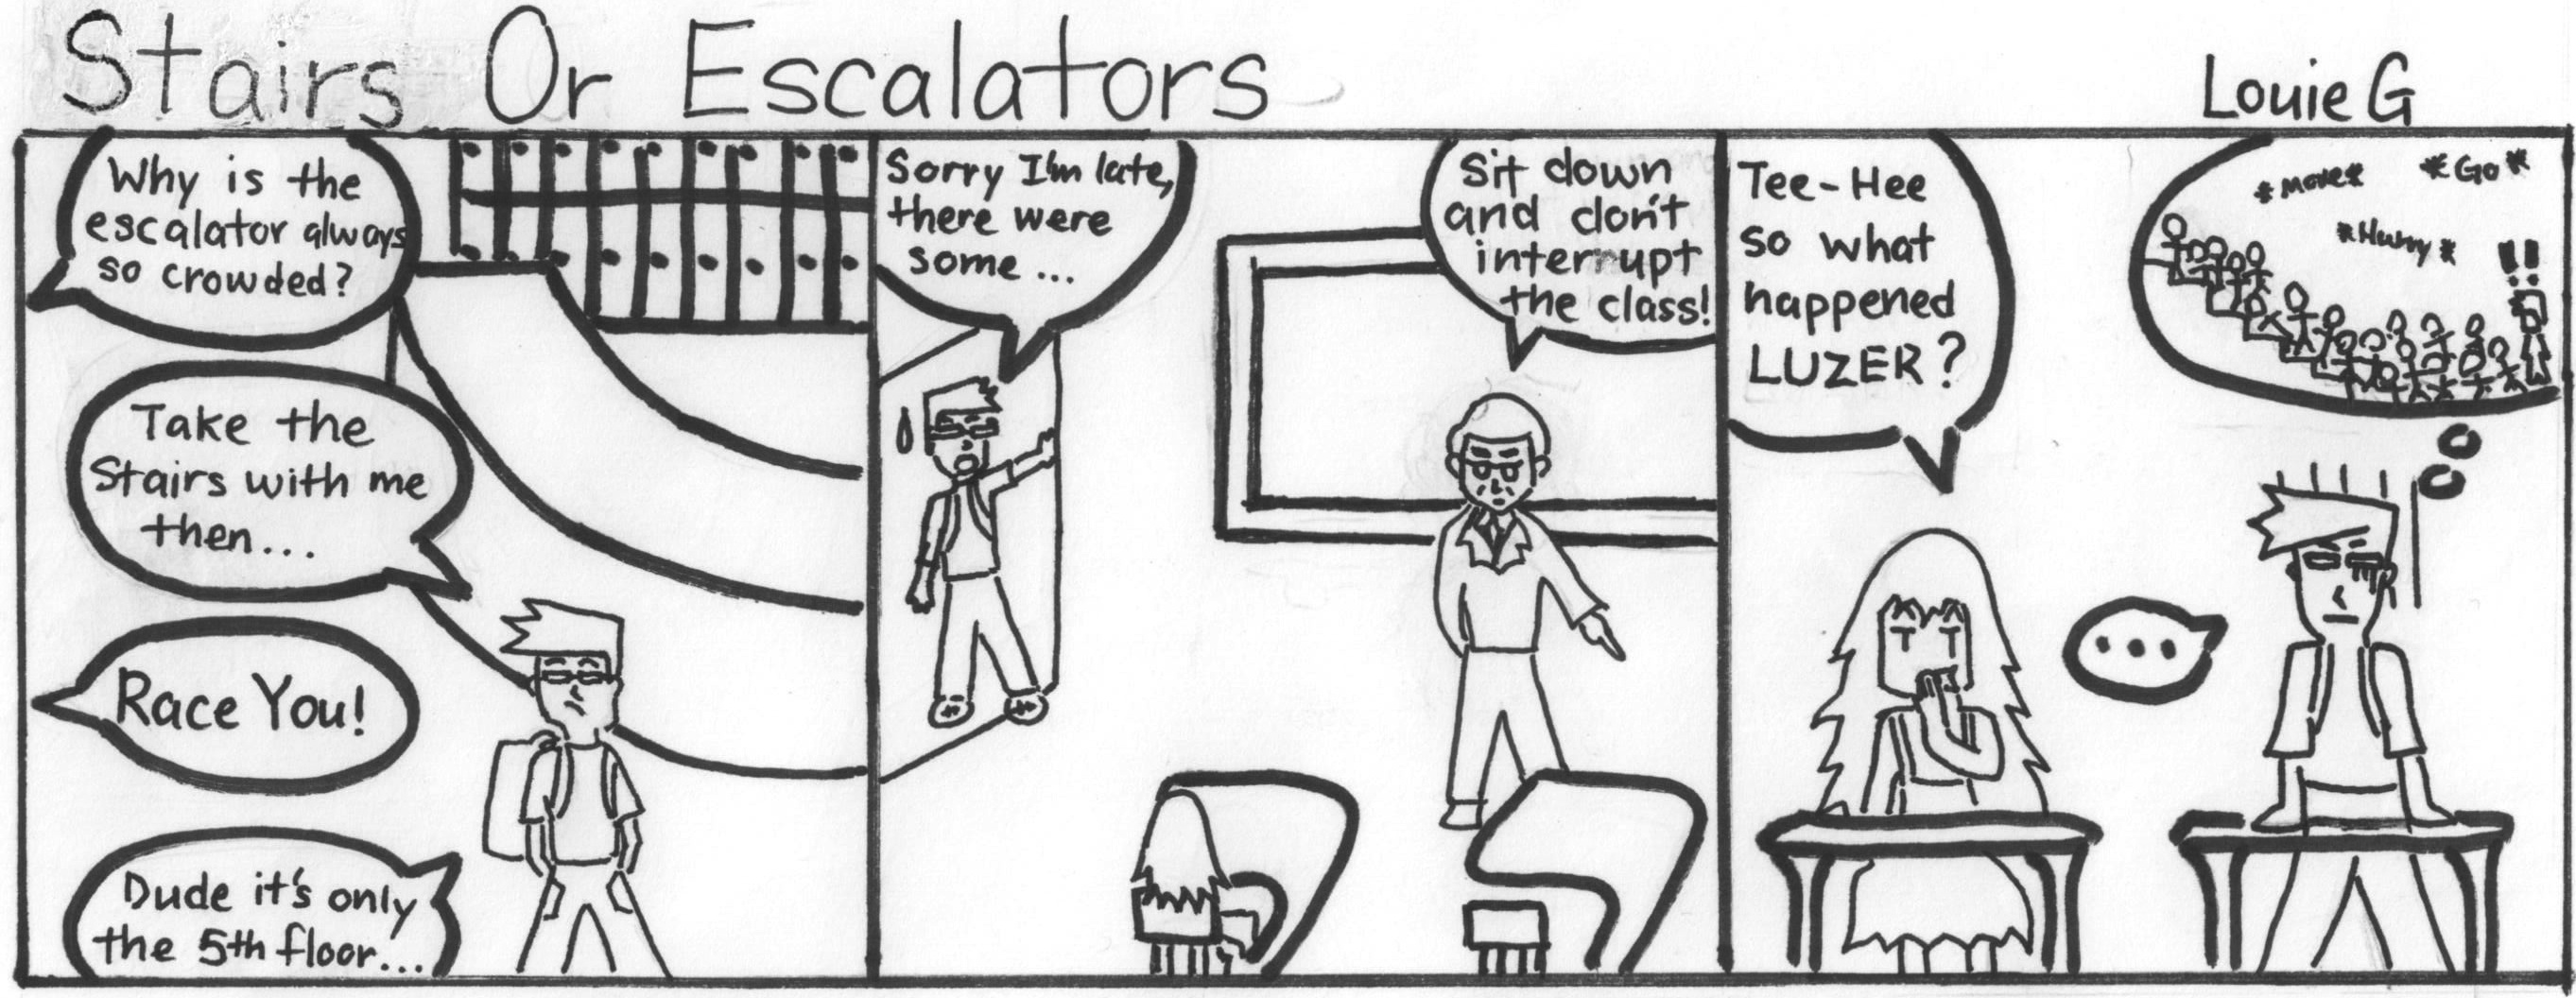 Stairs Or Escalators
Louie G
Why is the
escalator always
so crowded?
Take the
Stairs with me
then...
Race You!
Dude it's only
the 5th floor...
Sorry I'm late,
there were
some...
Sit down
and don't
interrupt
the class!
Tee-Hee
so what
happened
LUZER?
...
*move*
*Go*
*Hurry*
!!